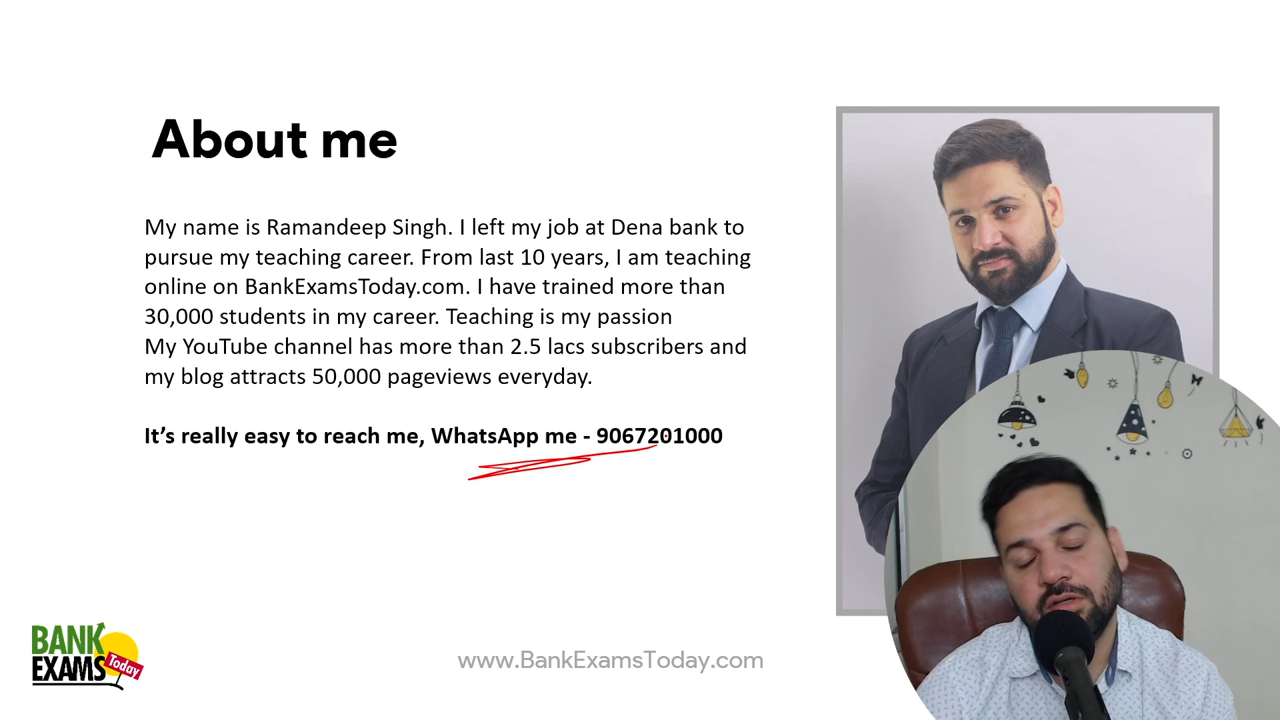 About me
My name is Ramandeep Singh. I left my job at Dena bank to
pursue my teaching career. From last 10 years, I am teaching
online on BankExamsToday.com. I have trained more than
30,000 students in my career. Teaching is my passion
My YouTube channel has more than 2.5 lacs subscribers and
my blog attracts 50,000 pageviews everyday.
It's really easy to reach me, WhatsApp me - 9067201000
BANK
EXAMS Today
www.BankExamsToday.com